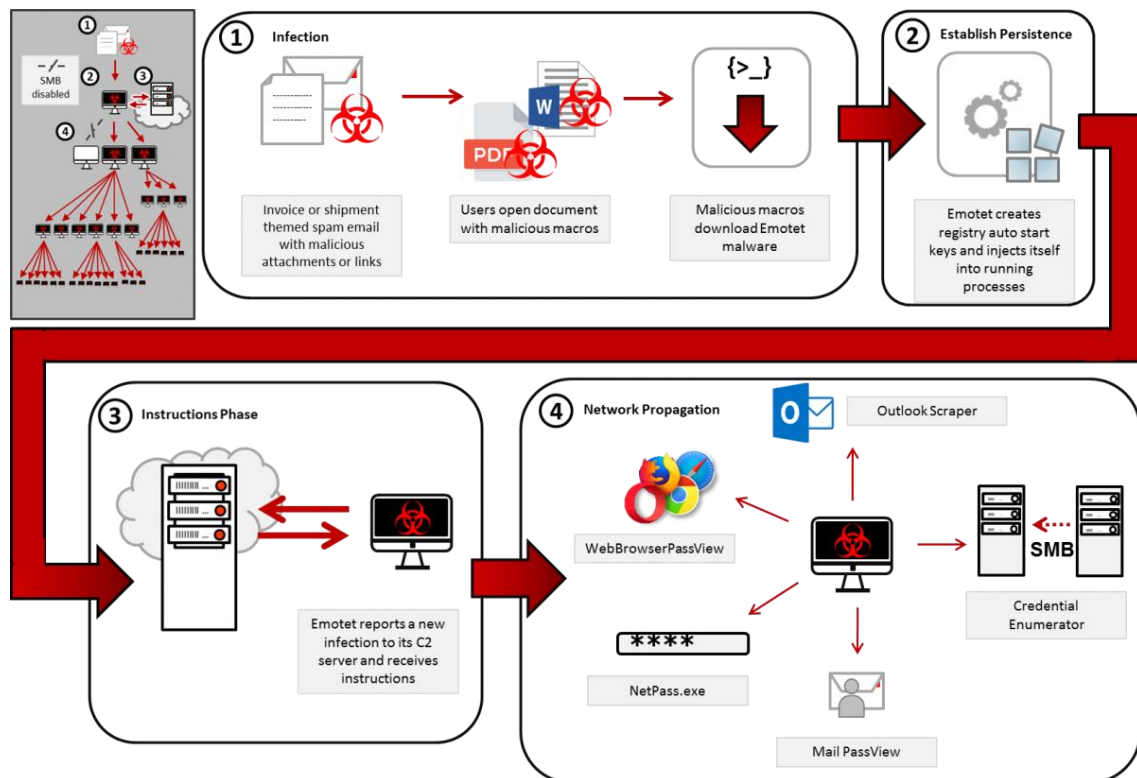 1
- / -
SMB
disabled
2
3
4
1 Infection
{>_}
W
PDF
Invoice or shipment
themed spam email
with malicious
attachments or links
Users open document
with malicious macros
Malicious macros
download Emotet
malware
2 Establish Persistence
Emotet creates
registry auto start
keys and injects itself
into running
processes
3 Instructions Phase
Emotet reports a new
infection to its C2
server and receives
instructions
4 Network Propagation
O
Outlook Scraper
WebBrowserPassView
SMB
Credential
Enumerator
****
NetPass.exe
Mail PassView